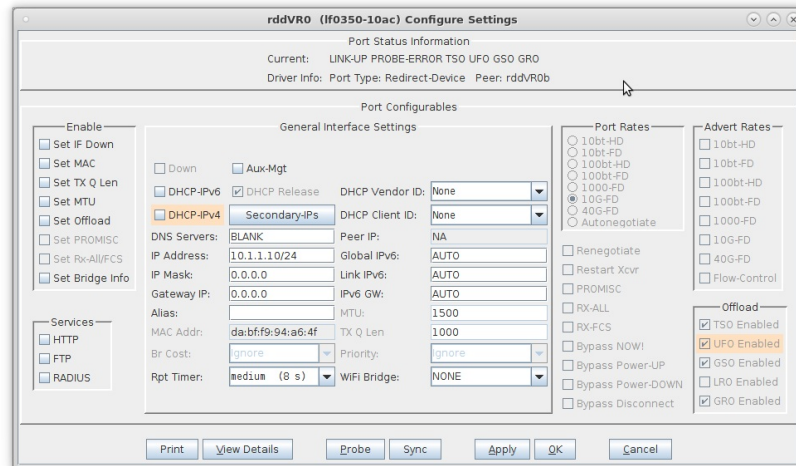 rddVR0 (lf0350-10ac) Configure Settings
Port Status Information
Current: LINK-UP PROBE-ERROR TSO UFO GSO GRO
Driver Info: Port Type: Redirect-Device Peer: rddVR0b
Port Configurables
Enable
Set IF Down
Set MAC
Set TX Q Len
Set MTU
Set Offload
Set PROMISC
Set Rx-All/FCS
Set Bridge Info
Services
HTTP
FTP
RADIUS
General Interface Settings
Down Aux-Mgt
DHCP-IPv6 DHCP Release DHCP Vendor ID: None
DHCP-IPv4 Secondary-IPs DHCP Client ID: None
DNS Servers: BLANK Peer IP: NA
IP Address: 10.1.1.10/24 Global IPv6: AUTO
IP Mask: 0.0.0.0 Link IPv6: AUTO
Gateway IP: 0.0.0.0 IPv6 GW: AUTO
Alias: MTU: 1500
MAC Addr: da:bf:f9:94:a6:4f TX Q Len 1000
Br Cost: Ignore Priority: Ignore
Rpt Timer: medium (8 s) WiFi Bridge: NONE
Port Rates
10bt-HD
10bt-FD
100bt-HD
100bt-FD
1000-FD
10G-FD
40G-FD
Autonegotiate
Renegotiate
Restart Xcvr
PROMISC
RX-ALL
RX-FCS
Bypass NOW!
Bypass Power-UP
Bypass Power-DOWN
Bypass Disconnect
Advert Rates
10bt-HD
10bt-FD
100bt-HD
100bt-FD
1000-FD
10G-FD
40G-FD
Flow-Control
Offload
TSO Enabled
UFO Enabled
GSO Enabled
LRO Enabled
GRO Enabled
Print View Details Probe Sync Apply OK Cancel